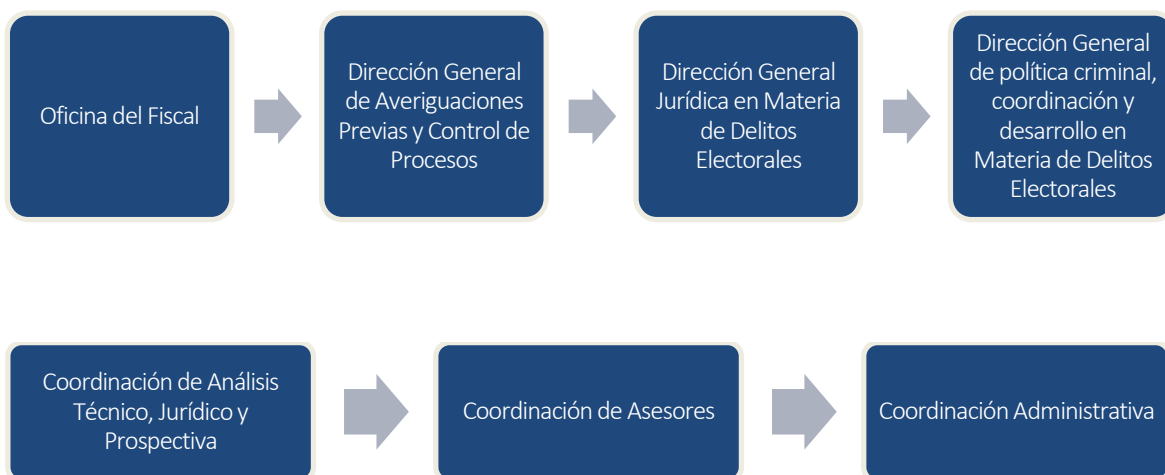 Oficina del Fiscal
Dirección General
de Averiguaciones
Previas y Control de
Procesos
Dirección General
Jurídica en Materia
de Delitos
Electorales
Dirección General
de política criminal,
coordinación y
desarrollo en
Materia de Delitos
Electorales
Coordinación de Análisis
Técnico, Jurídico y
Prospectiva
Coordinación de Asesores
Coordinación Administrativa